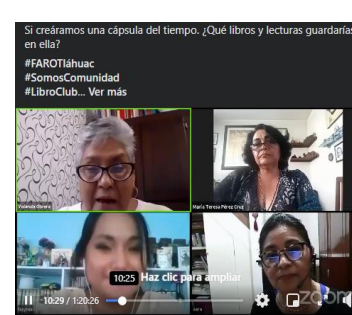 Si creáramos una cápsula del tiempo. ¿Qué libros y lecturas guardarías
en ella?
#FAROTláhuac
#SomosComunidad
#LibroClub... Ver más
Yolanda
María Teresa Pérez Cruz
10:25 Haz clic para ampliar
10:29 / 1:20:26
zoom